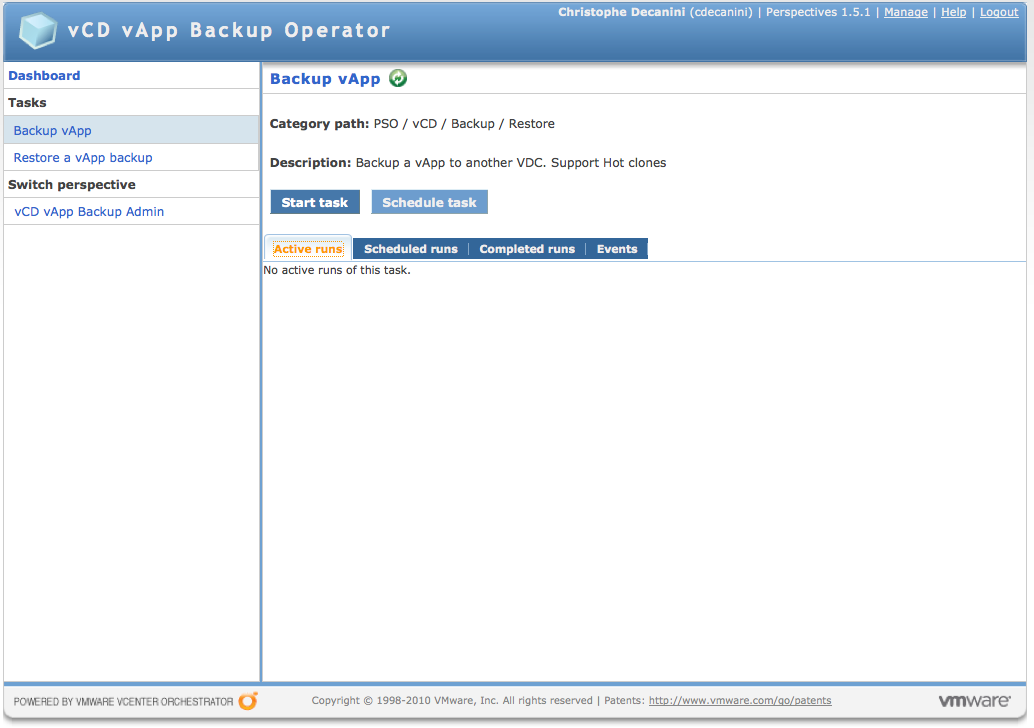 vCD vApp Backup Operator
Christophe Decanini (cdecanini) | Perspectives 1.5.1 | Manage | Help | Logout
Dashboard
Tasks
Backup vApp
Restore a vApp backup
Switch perspective
vCD vApp Backup Admin
Backup vApp
Category path: PSO / vCD / Backup / Restore
Description: Backup a vApp to another VDC. Support Hot clones
Start task Schedule task
Active runs Scheduled runs Completed runs Events
No active runs of this task.
POWERED BY VMWARE VCENTER ORCHESTRATOR
Copyright © 1998-2010 VMware, Inc. All rights reserved | Patents: http://www.vmware.com/go/patents
vmware®